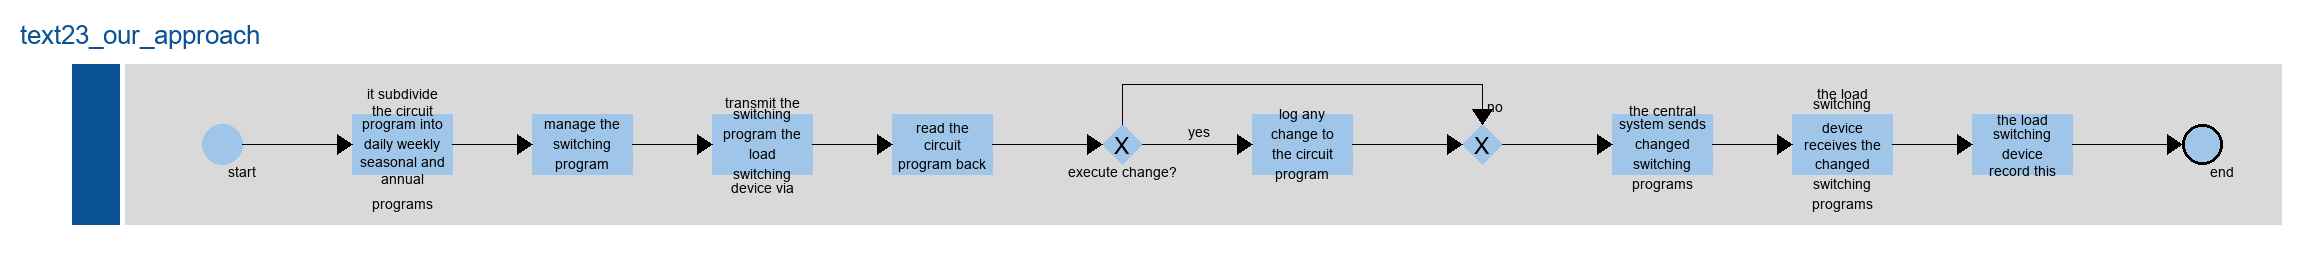 text23_our_approach
start
it subdivide
the circuit
program into
daily weekly
seasonal and
annual
programs
manage the
switching
program
transmit the
switching
program the
load
switching
device via
read the
circuit
program back
X
execute change?
yes
log any
change to
the circuit
program
no
X
the central
system sends
changed
switching
programs
the load
switching
device
receives the
changed
switching
programs
the load
switching
device
record this
end